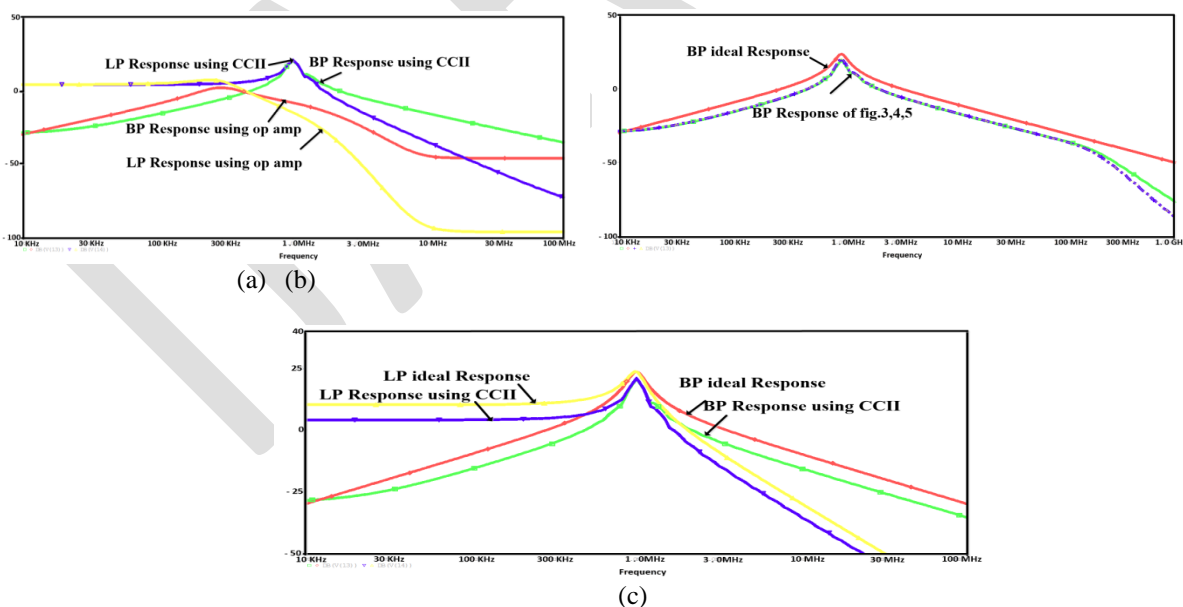 50
0
-50
-100
LP Response using CCII
BP Response using CCII
BP Response using op amp
LP Response using op amp
10 KHz 30 KHz 100 KHz 300 KHz 1.0MHz 3.0MHz 10 MHz 30 MHz 100 MHz
Frequency
50
0
-50
-100
BP ideal Response
BP Response of fig.3,4,5
10 KHz 100 KHz 300 KHz 1.0MHz 3.0MHz 10 MHz 30 MHz 100 MHz 300 MHz 1.0 GH
Frequency
(a) (b)
40
25
0
-25
-50
LP ideal Response
LP Response using CCII
BP ideal Response
BP Response using CCII
10 KHz 30 KHz 100 KHz 300 KHz 1.0MHz 3.0MHz 10 MHz 30 MHz 100 MHz
Frequency
(c)